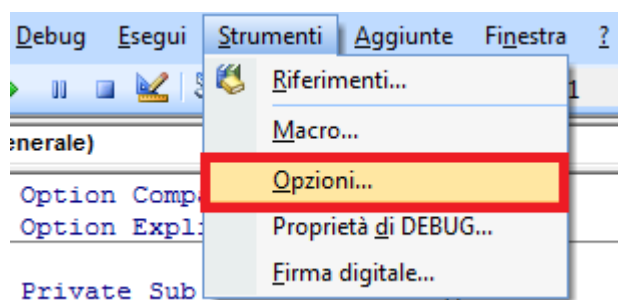 Debug Esegui Strumenti Aggiunte Finestra ?
Riferimenti...
1
Macro...
enerale)
Opzioni...
Option Comp
Option Expli
Proprietà di DEBUG...
Firma digitale...
Private Sub